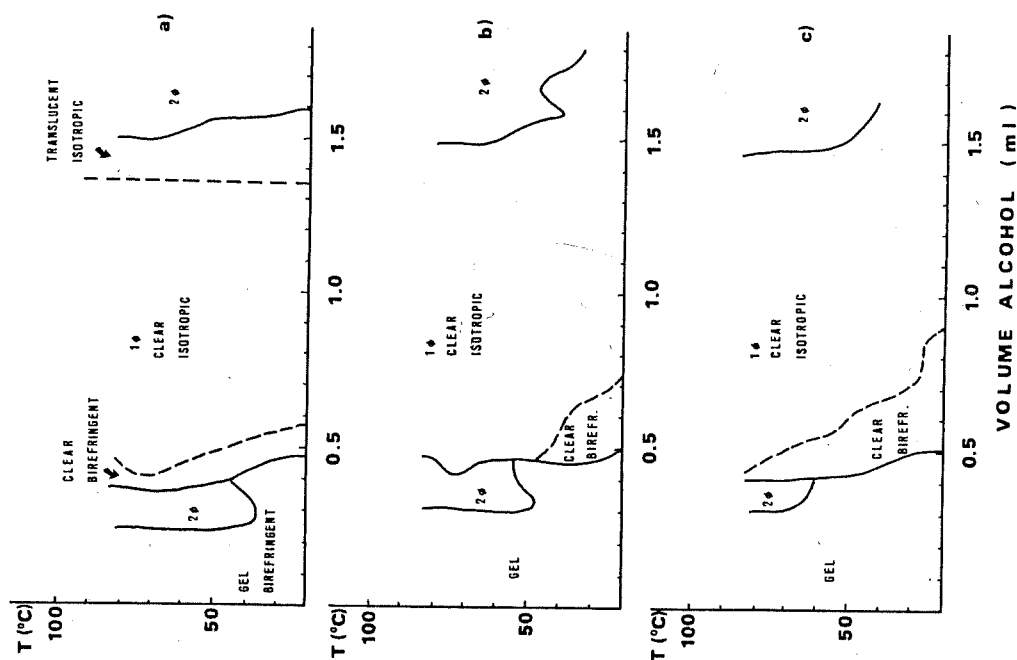 a)
T (°C)
100
50
TRANSLUCENT
ISOTROPIC
2ϕ
1ϕ
CLEAR
ISOTROPIC
CLEAR
BIREFRINGENT
2ϕ
GEL
BIREFRINGENT
0.5
1.0
1.5
b)
T (°C)
100
50
2ϕ
1ϕ
CLEAR
ISOTROPIC
CLEAR
BIREFR.
2ϕ
GEL
0.5
1.0
1.5
c)
T (°C)
100
50
2ϕ
1ϕ
CLEAR
ISOTROPIC
CLEAR
BIREFR.
2ϕ
GEL
0.5
1.0
1.5
VOLUME ALCOHOL (ml)